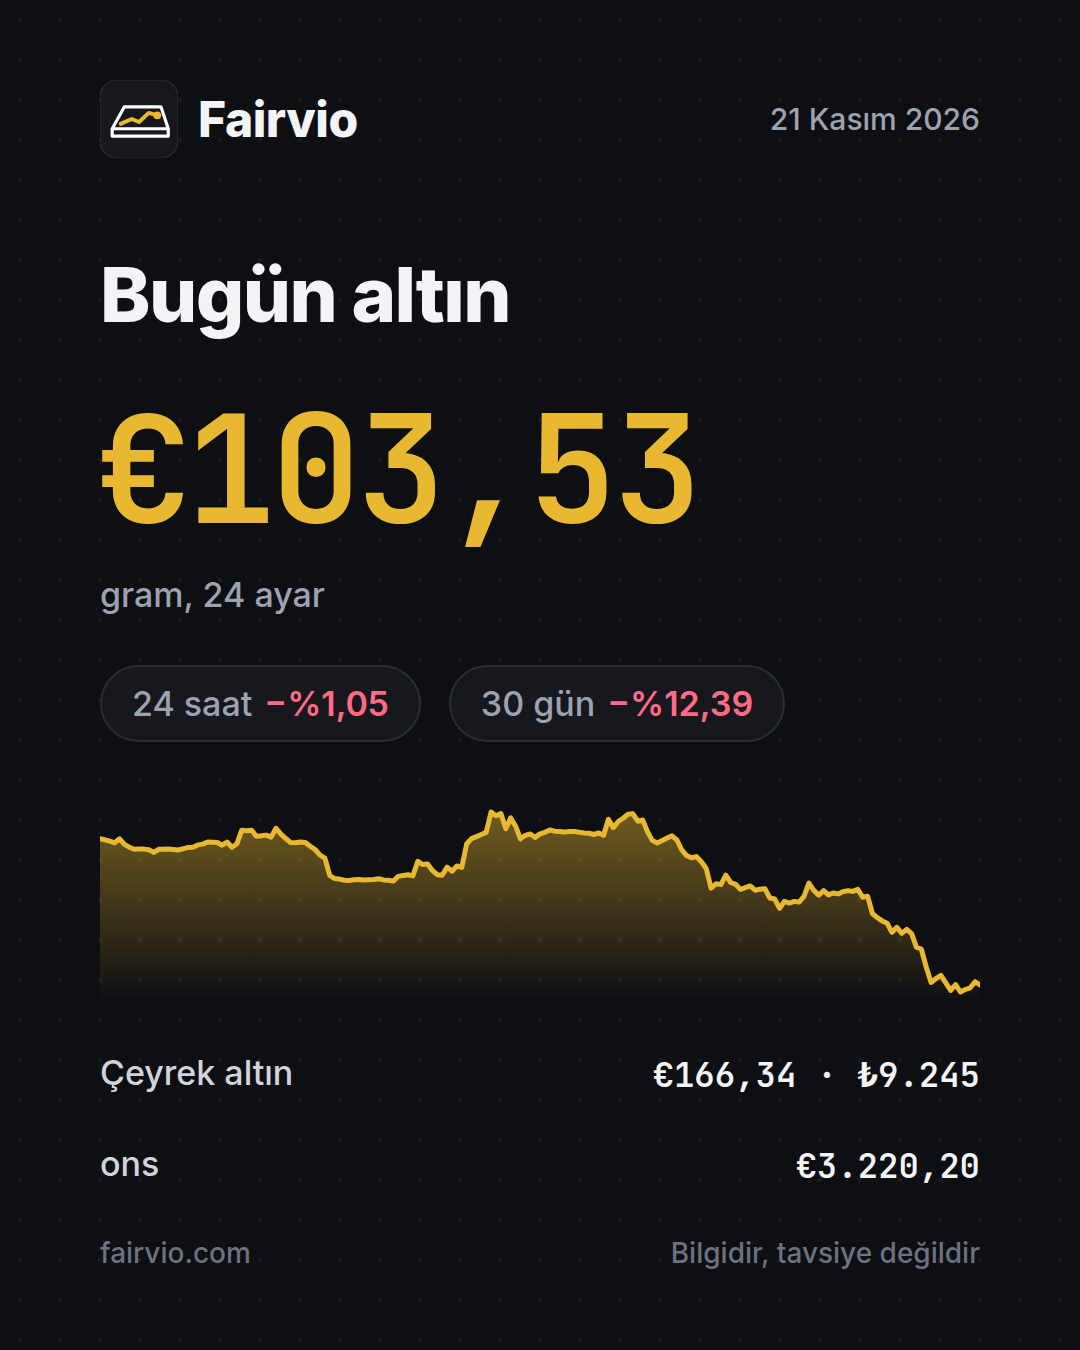 Fairvio
21 Kasım 2026
Bugün altın
€103,53
gram, 24 ayar
24 saat −%1,05
30 gün −%12,39
Çeyrek altın
€166,34 · ₺9.245
ons
€3.220,20
fairvio.com
Bilgidir, tavsiye değildir